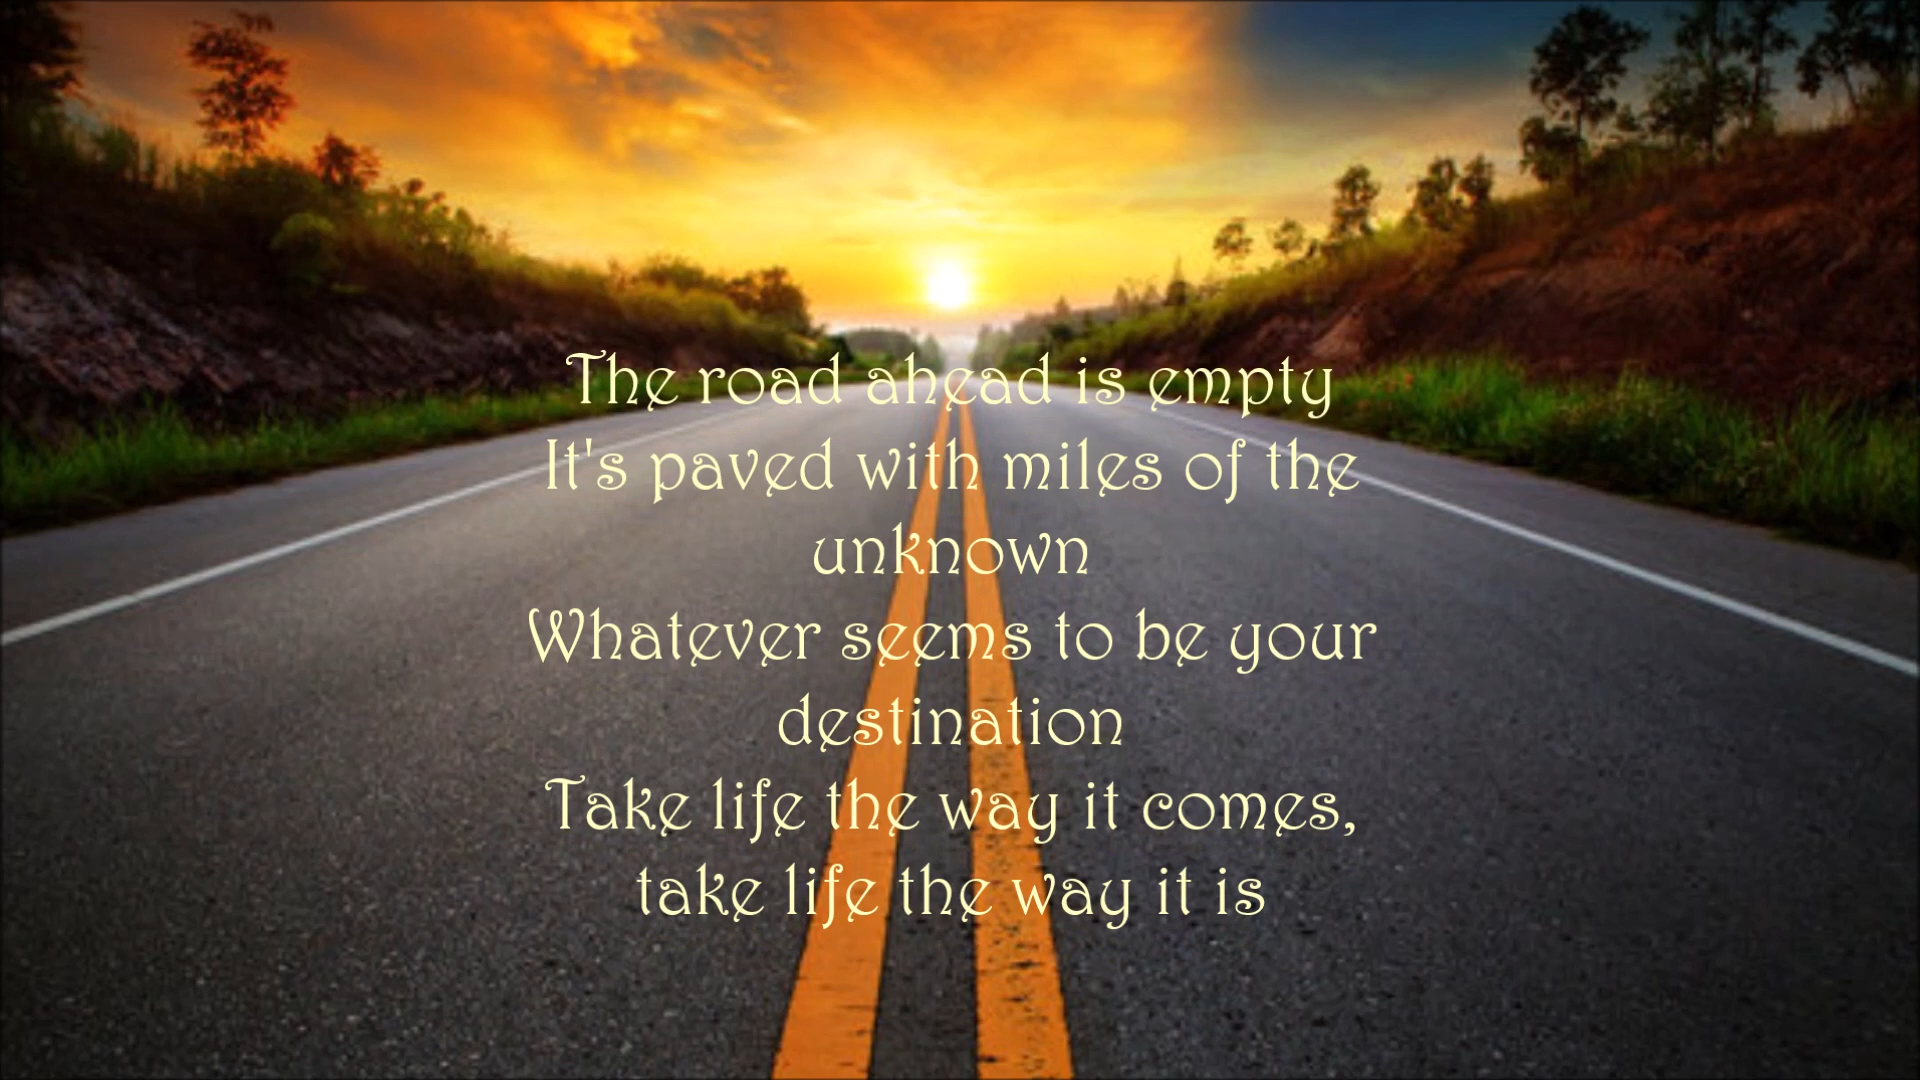 The road ahead is empty
It's paved with miles of the
unknown
Whatever seems to be your
destination
Take life the way it comes,
take life the way it is